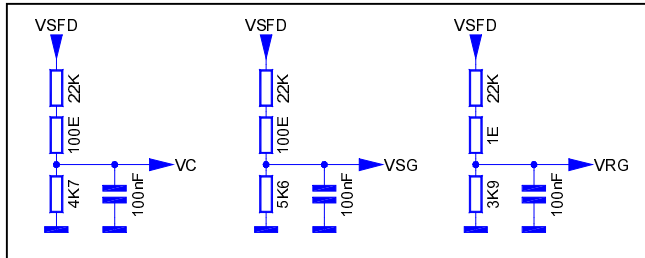 VSFD VSFD VSFD
22K 22K 22K
100E 100E 1E
VC VSG VRG
4K7 100nF 5K6 100nF 3K9 100nF